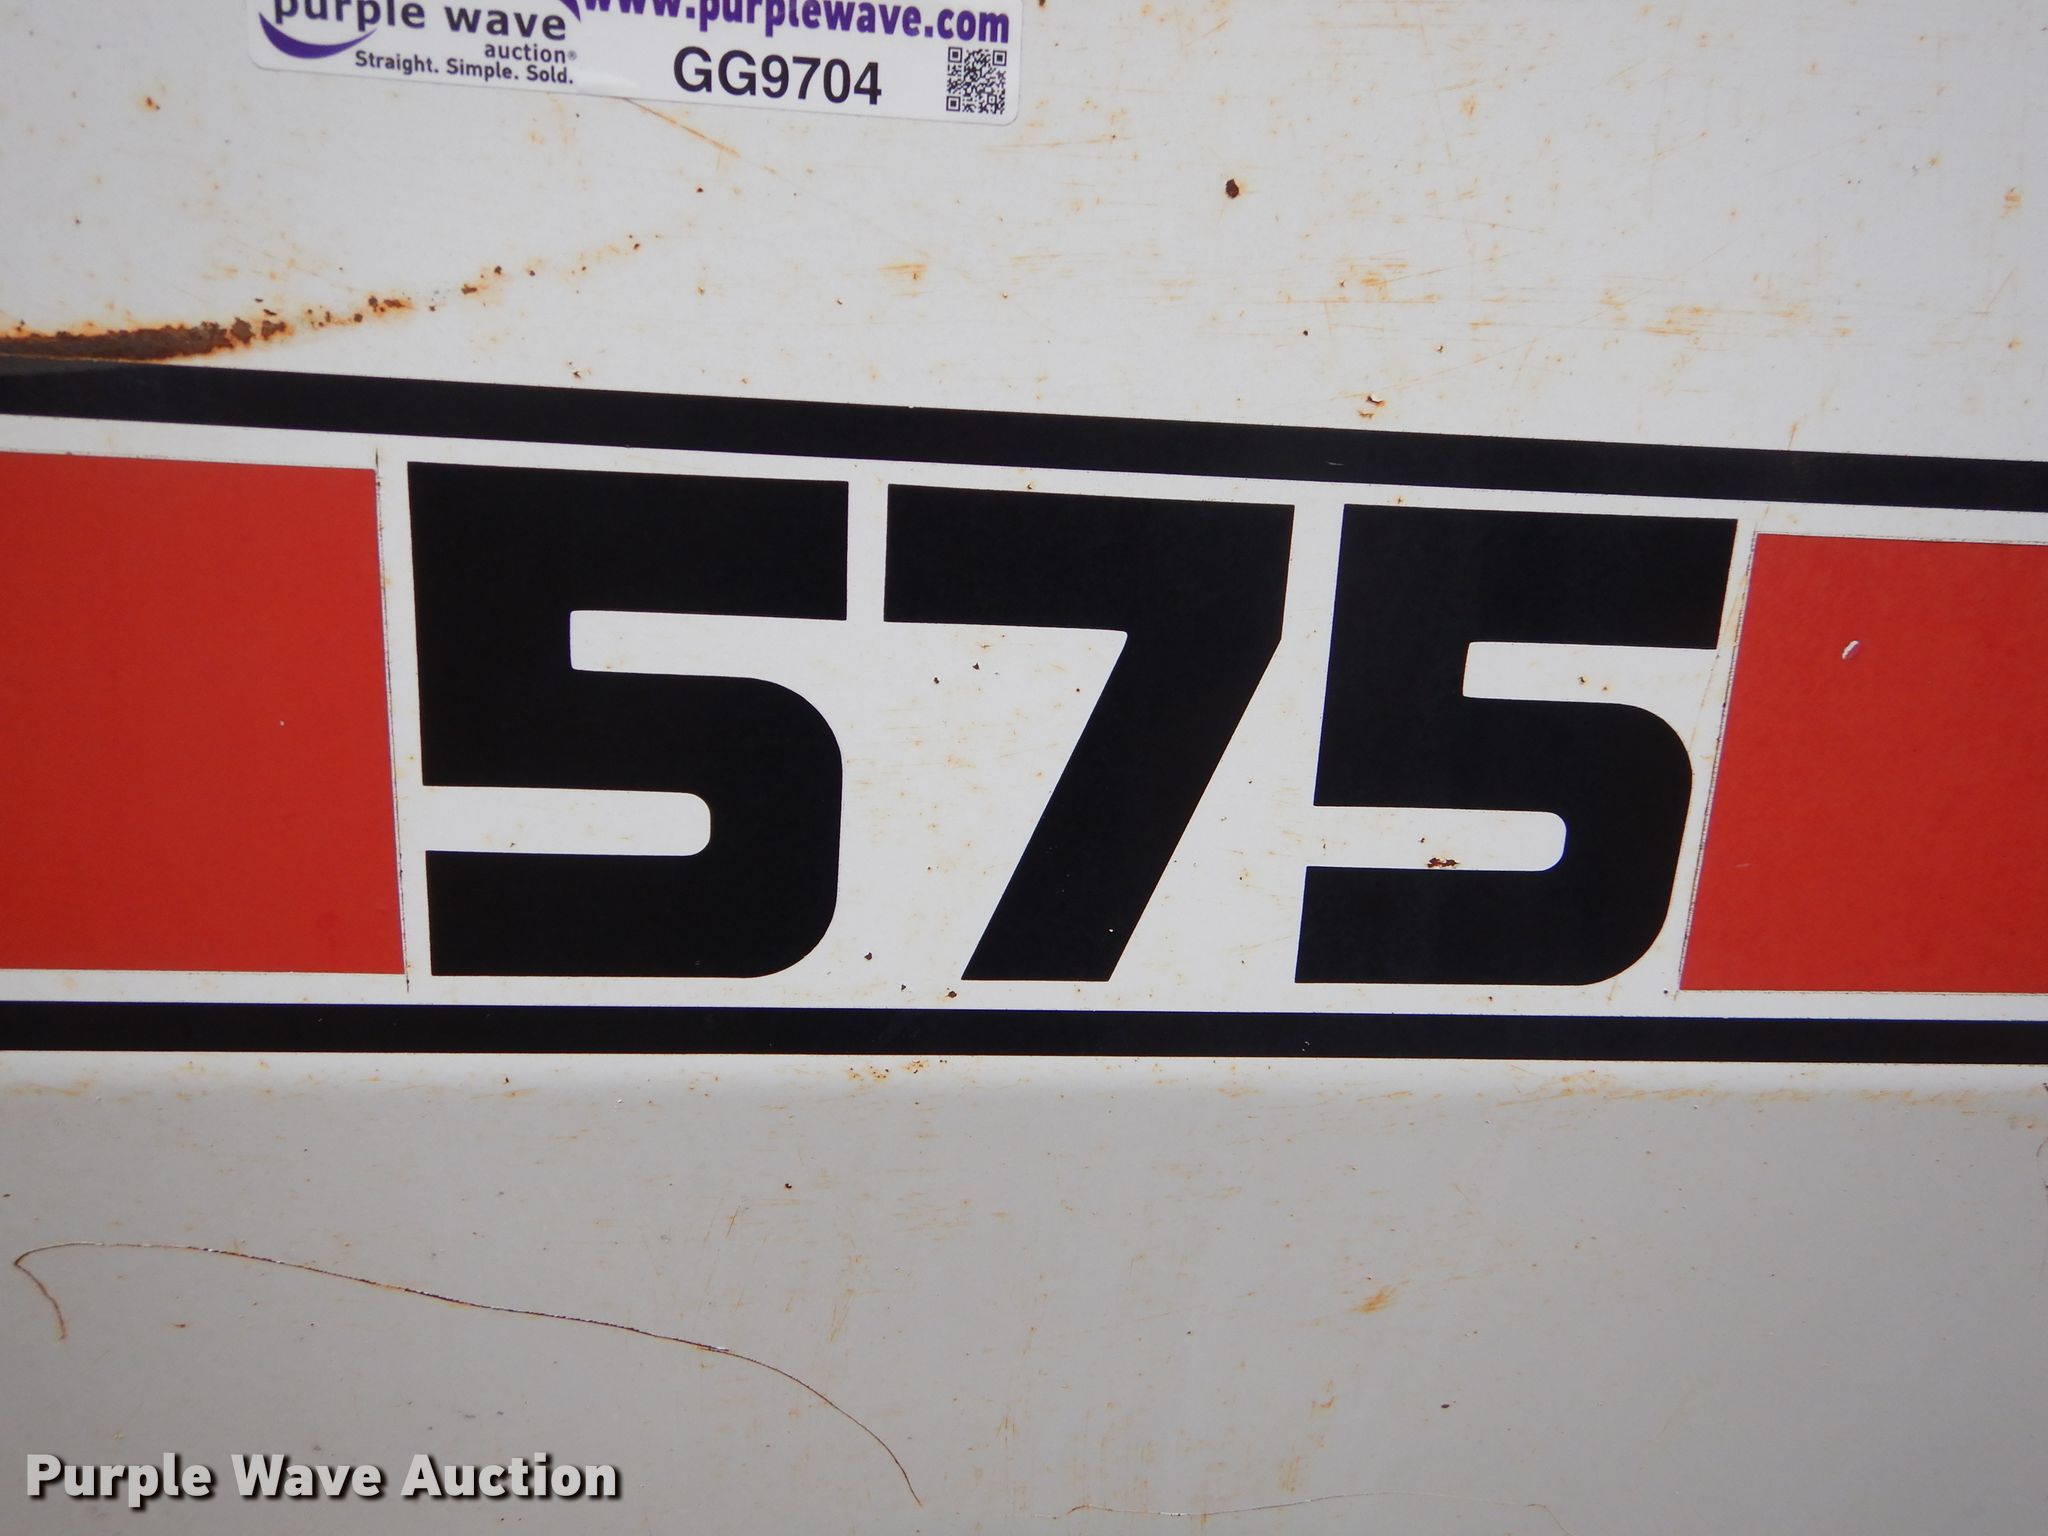 purple wave
auction®
Straight. Simple. Sold.
www.purplewave.com
GG9704
575
Purple Wave Auction